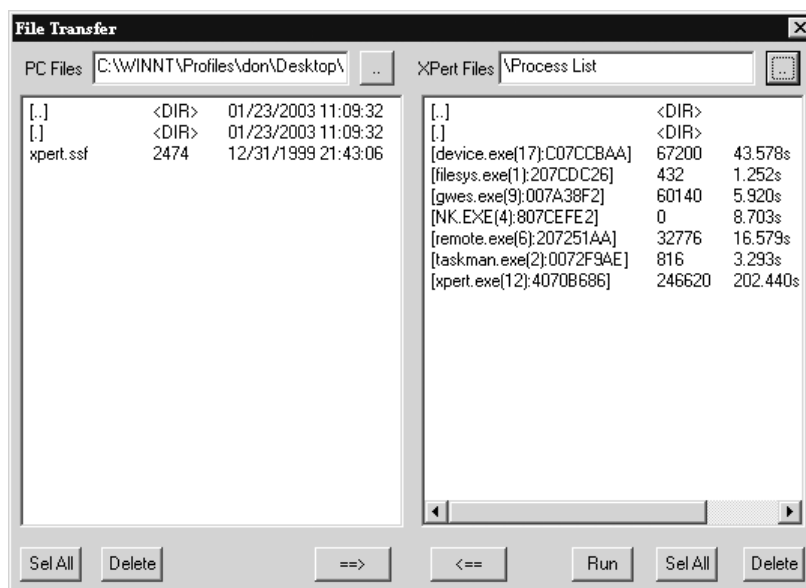 File Transfer
PC Files C:\WINNT\Profiles\don\Desktop\ ..
[..] <DIR> 01/23/2003 11:09:32
[.] <DIR> 01/23/2003 11:09:32
xpert.ssf 2474 12/31/1999 21:43:06
Sel All Delete ==>
XPert Files \Process List ..
[..] <DIR>
[.] <DIR>
[device.exe(17):C07CCBAA] 67200 43.578s
[filesys.exe(1):207CDC26] 432 1.252s
[gwes.exe(9):007A38F2] 60140 5.920s
[NK.EXE(4):807CEFE2] 0 8.703s
[remote.exe(6):207251AA] 32776 16.579s
[taskman.exe(2):0072F9AE] 816 3.293s
[xpert.exe(12):4070B686] 246620 202.440s
<== Run Sel All Delete